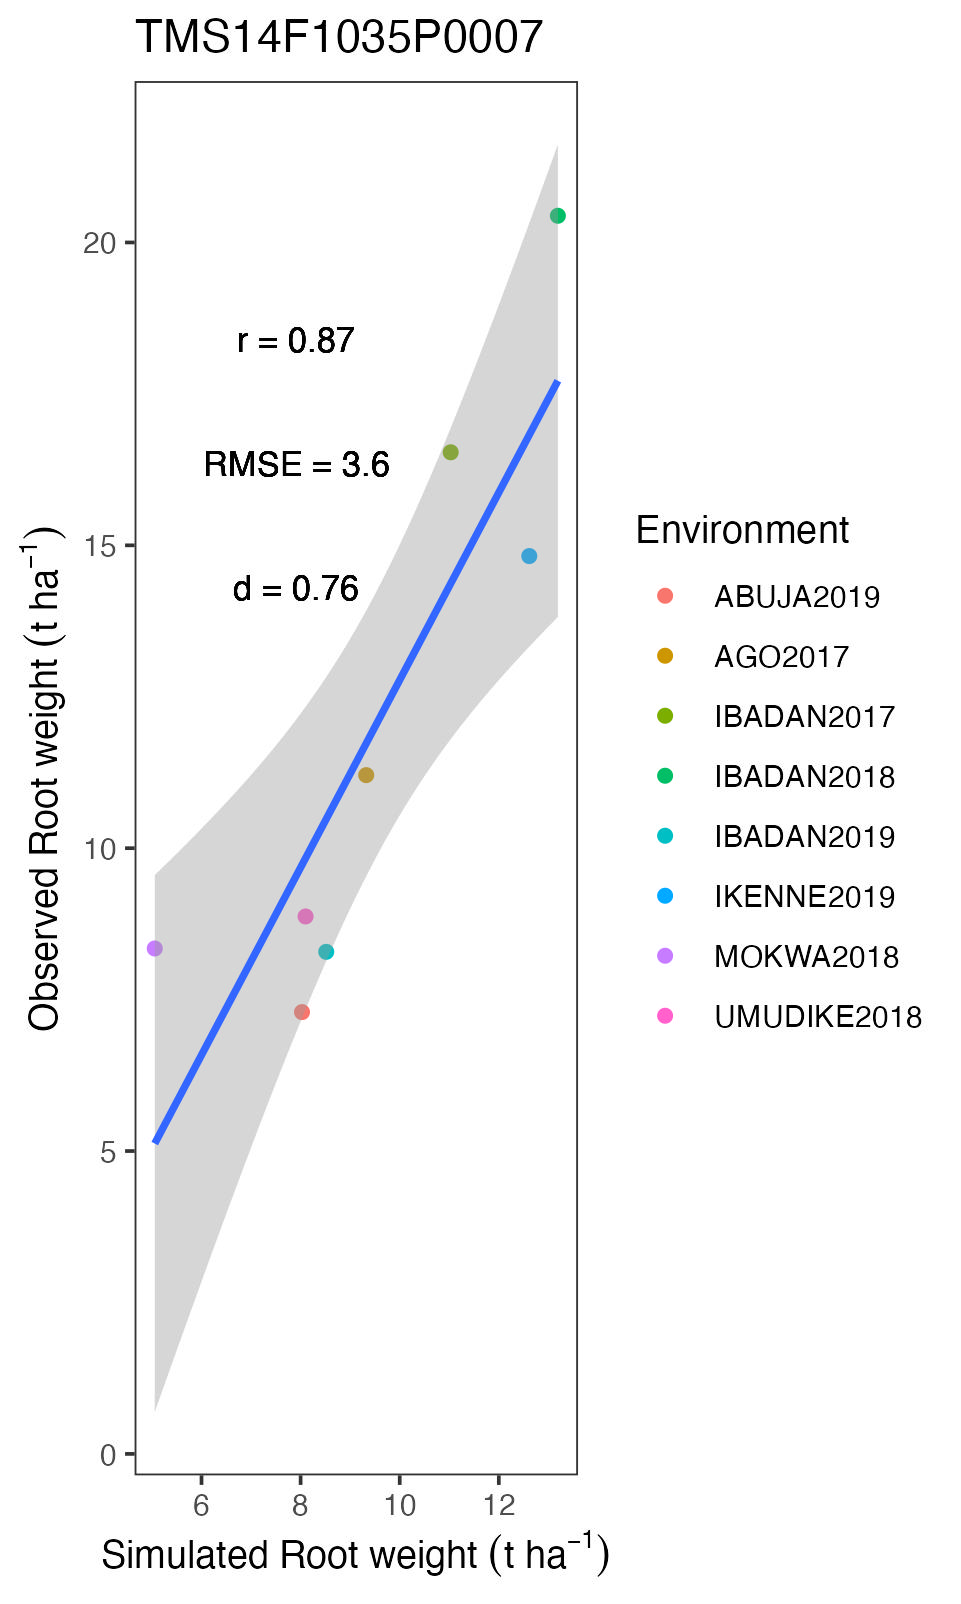 TMS14F1035P0007
Observed Root weight (t ha⁻¹)
20
15
10
5
0
r = 0.87
RMSE = 3.6
d = 0.76
6 8 10 12
Simulated Root weight (t ha⁻¹)
Environment
ABUJA2019
AGO2017
IBADAN2017
IBADAN2018
IBADAN2019
IKENNE2019
MOKWA2018
UMUDIKE2018